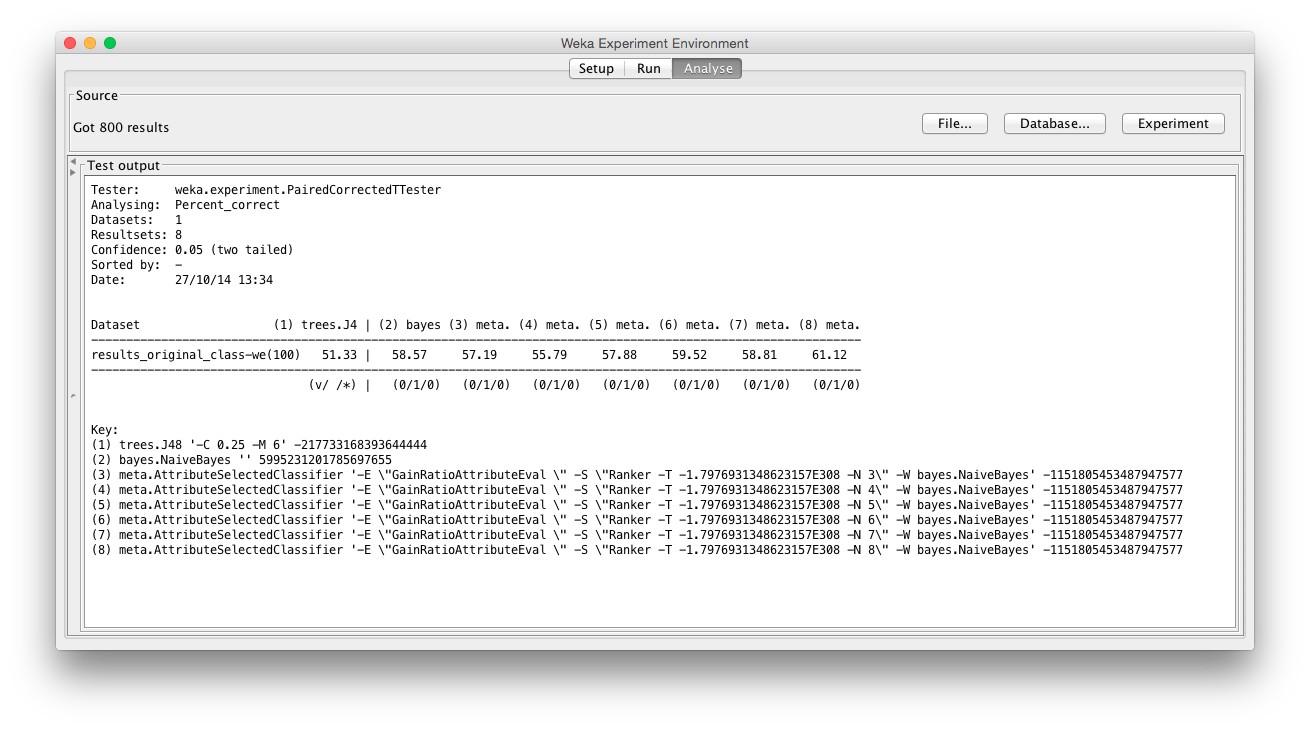 Weka Experiment Environment
Setup Run Analyse
Source
Got 800 results
File... Database... Experiment
Test output
Tester:     weka.experiment.PairedCorrectedTTester
Analysing:  Percent_correct
Datasets:   1
Resultsets: 8
Confidence: 0.05 (two tailed)
Sorted by:  -
Date:       27/10/14 13:34
Dataset                   (1) trees.J4 | (2) bayes (3) meta. (4) meta. (5) meta. (6) meta. (7) meta. (8) meta.
--------------------------------------------------------------------------------------------------------------
results_original_class-we(100)   51.33 |   58.57     57.19     55.79     57.88     59.52     58.81     61.12
--------------------------------------------------------------------------------------------------------------
                               (v/ /*) |   (0/1/0)   (0/1/0)   (0/1/0)   (0/1/0)   (0/1/0)   (0/1/0)   (0/1/0)
Key:
(1) trees.J48 '-C 0.25 -M 6' -217733168393644444
(2) bayes.NaiveBayes '' 5995231201785697655
(3) meta.AttributeSelectedClassifier '-E \"GainRatioAttributeEval \" -S \"Ranker -T -1.7976931348623157E308 -N 3\" -W bayes.NaiveBayes' -1151805453487947577
(4) meta.AttributeSelectedClassifier '-E \"GainRatioAttributeEval \" -S \"Ranker -T -1.7976931348623157E308 -N 4\" -W bayes.NaiveBayes' -1151805453487947577
(5) meta.AttributeSelectedClassifier '-E \"GainRatioAttributeEval \" -S \"Ranker -T -1.7976931348623157E308 -N 5\" -W bayes.NaiveBayes' -1151805453487947577
(6) meta.AttributeSelectedClassifier '-E \"GainRatioAttributeEval \" -S \"Ranker -T -1.7976931348623157E308 -N 6\" -W bayes.NaiveBayes' -1151805453487947577
(7) meta.AttributeSelectedClassifier '-E \"GainRatioAttributeEval \" -S \"Ranker -T -1.7976931348623157E308 -N 7\" -W bayes.NaiveBayes' -1151805453487947577
(8) meta.AttributeSelectedClassifier '-E \"GainRatioAttributeEval \" -S \"Ranker -T -1.7976931348623157E308 -N 8\" -W bayes.NaiveBayes' -1151805453487947577